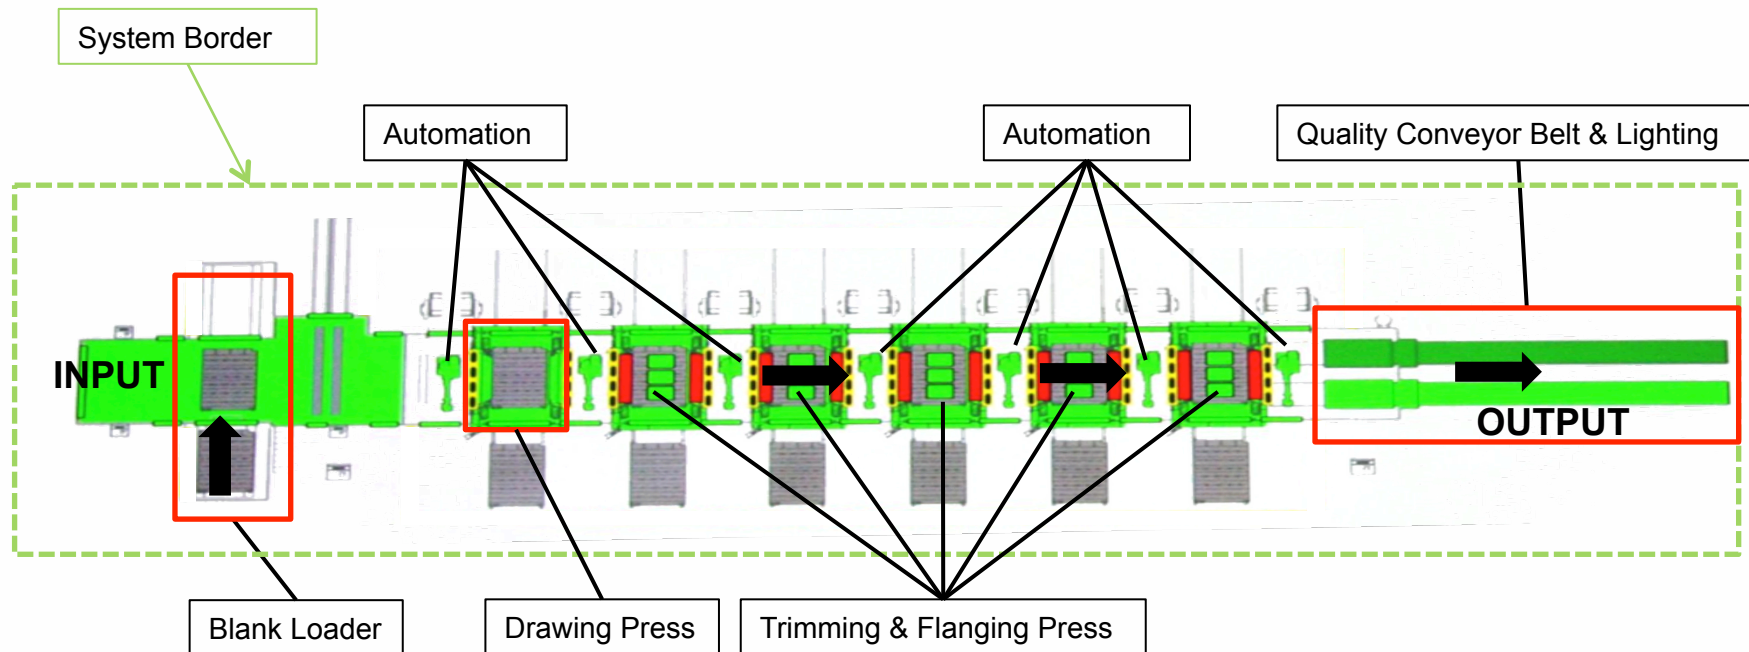 System Border
Automation
Automation
Quality Conveyor Belt & Lighting
INPUT
OUTPUT
Blank Loader
Drawing Press
Trimming & Flanging Press